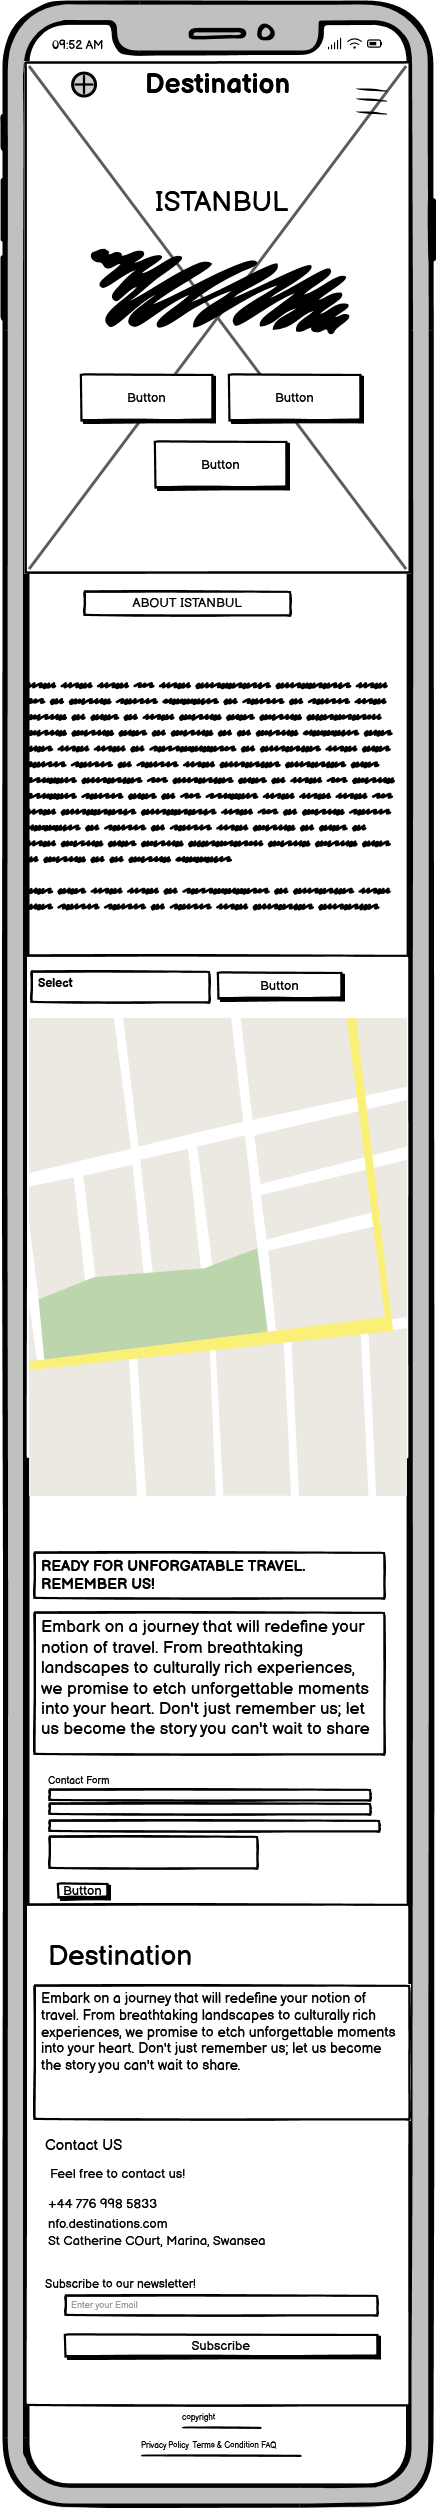 09:52 AM
Destination
ISTANBUL
Button
Button
Button
ABOUT ISTANBUL
Select
Button
READY FOR UNFORGATABLE TRAVEL.
REMEMBER US!
Embark on a journey that will redefine your
notion of travel. From breathtaking
landscapes to culturally rich experiences,
we promise to etch unforgettable moments
into your heart. Don't just remember us; let
us become the story you can't wait to share
Contact Form
Button
Destination
Embark on a journey that will redefine your notion of
travel. From breathtaking landscapes to culturally rich
experiences, we promise to etch unforgettable moments
into your heart. Don't just remember us; let us become
the story you can't wait to share.
Contact US
Feel free to contact us!
+44 776 998 5833
nfo.destinations.com
St Catherine COurt, Marina, Swansea
Subscribe to our newsletter!
Enter your Email
Subscribe
copyright
Privacy Policy Terms & Condition FAQ